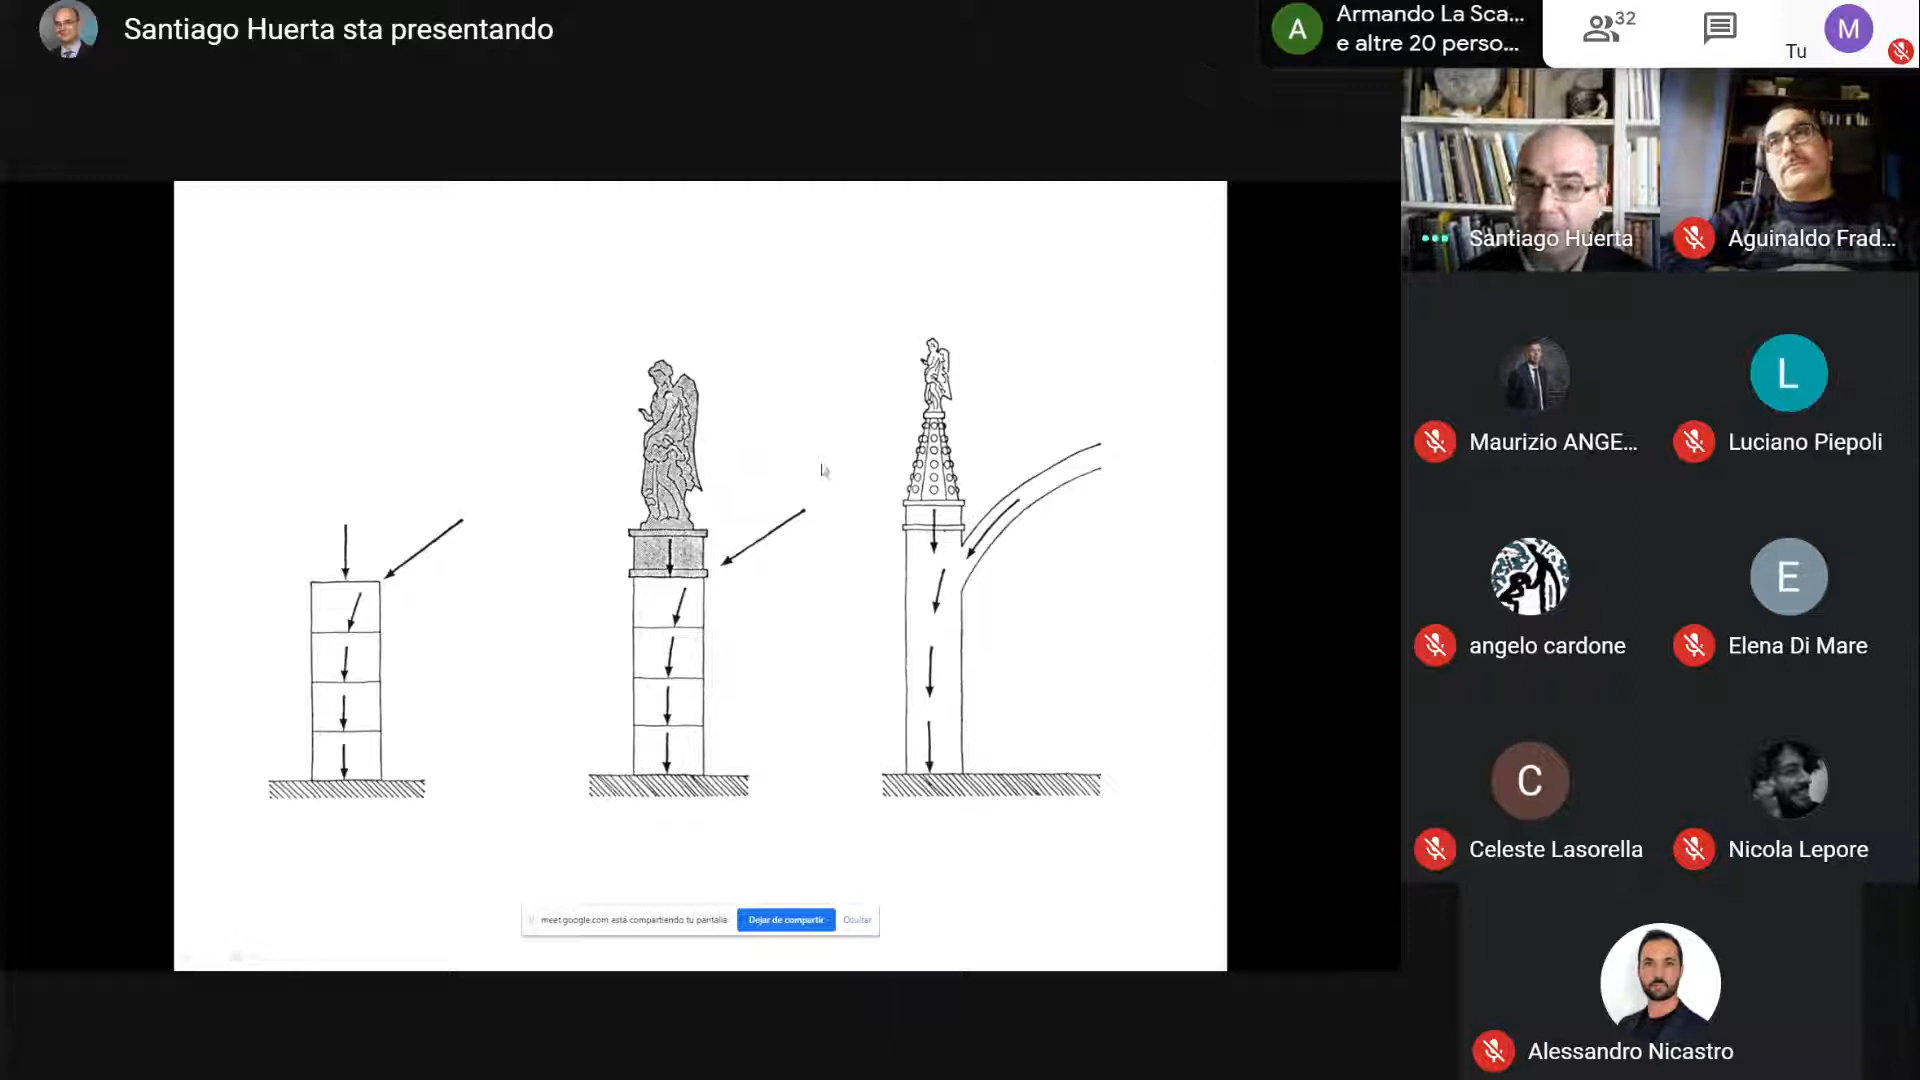 Santiago Huerta sta presentando
A
Armando La Sca...
e altre 20 perso...
32
Tu
M
Santiago Huerta
Aguinaldo Frad...
L
Maurizio ANGE...
Luciano Piepoli
E
angelo cardone
Elena Di Mare
C
Celeste Lasorella
Nicola Lepore
meet.google.com está compartiendo tu pantalla
Dejar de compartir
Ocultar
Alessandro Nicastro